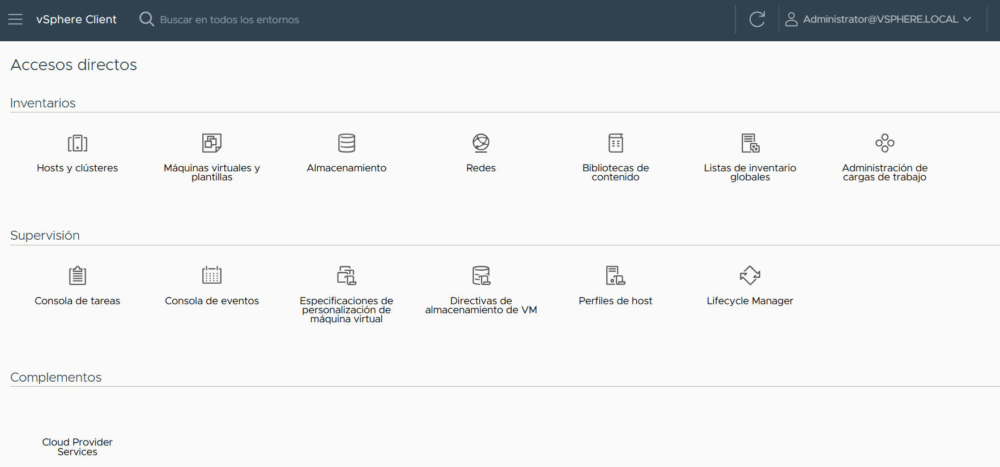 vSphere Client
Buscar en todos los entornos
Administrator@VSPHERE.LOCAL
Accesos directos
Inventarios
Hosts y clústeres
Máquinas virtuales y
plantillas
Almacenamiento
Redes
Bibliotecas de
contenido
Listas de inventario
globales
Administración de
cargas de trabajo
Supervisión
Consola de tareas
Consola de eventos
Especificaciones de
personalización de
máquina virtual
Directivas de
almacenamiento de VM
Perfiles de host
Lifecycle Manager
Complementos
Cloud Provider
Services